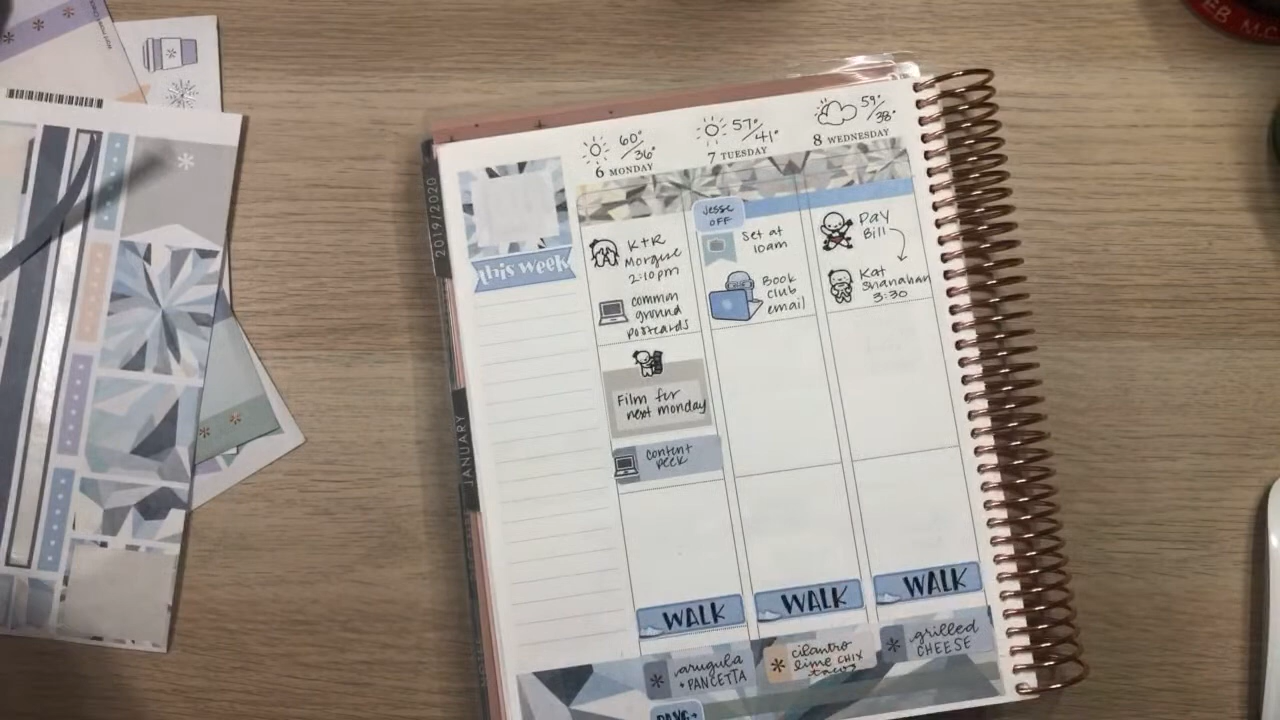 60°/36°
57°/41°
59°/38°
6 MONDAY
7 TUESDAY
8 WEDNESDAY
2019/2020
JANUARY
this week
K+R
Morgue
2:10pm
common
ground
postcards
Film for
next monday
content
peek
WALK
arugula
+ PANCETTA
Jesse
OFF
Set at
10am
Book
club
email
WALK
cilantro
lime CHIX
tacos
Pay
Bill
Kat
Shanahan
3:30
WALK
grilled
CHEESE